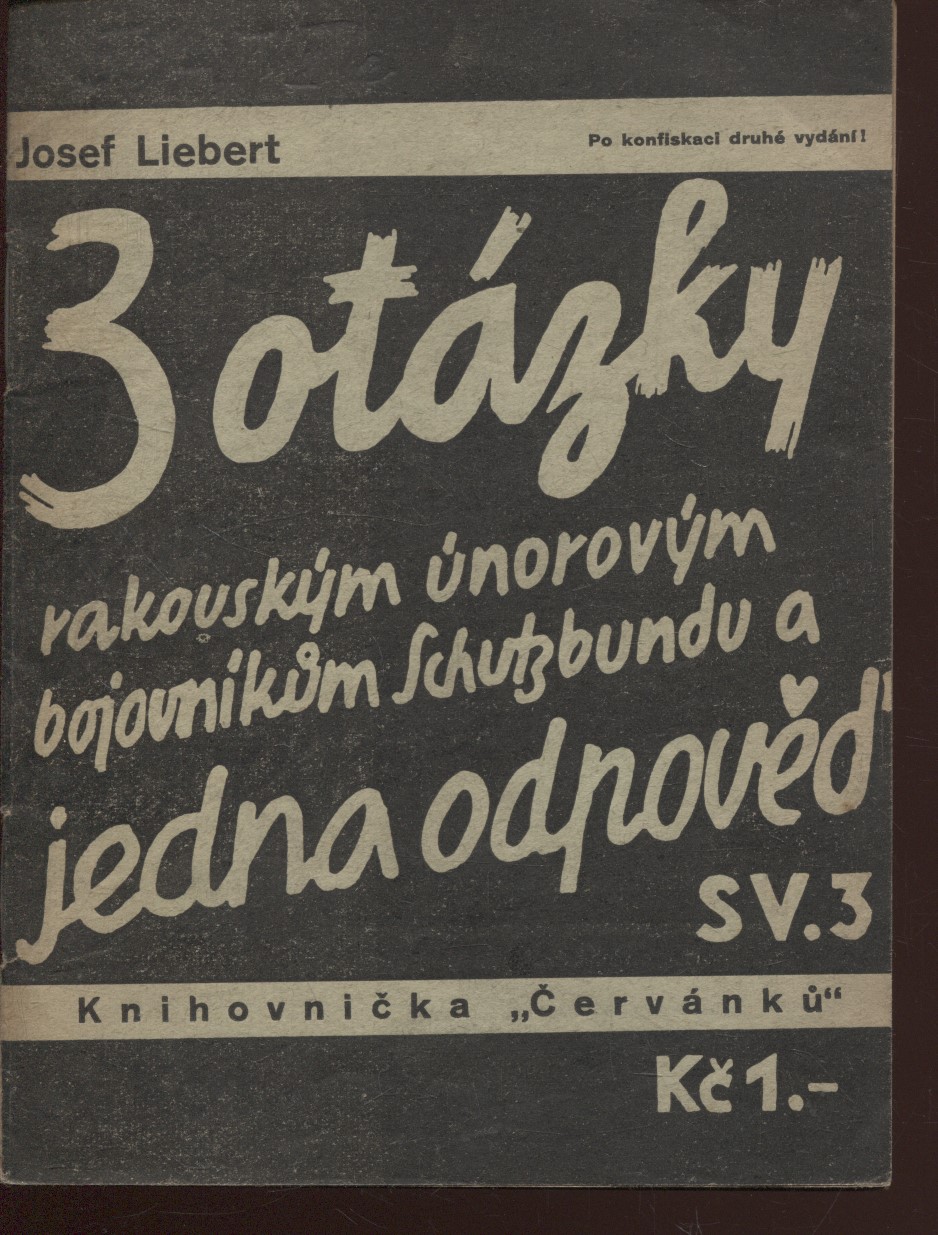 Josef Liebert
Po konfiskaci druhé vydání!
3 otázky
rakouským únorovým
bojovníkům Schutzbundu a
jedna odpověď
SV. 3
Knihovnička „Červánků“
Kč 1.–